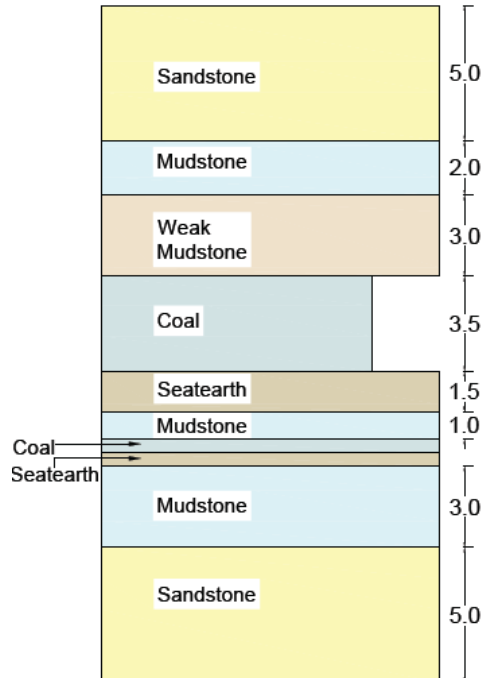 Sandstone
5.0
Mudstone
2.0
Weak
Mudstone
3.0
Coal
3.5
Seatearth
1.5
Mudstone
1.0
Coal
Seatearth
Mudstone
3.0
Sandstone
5.0